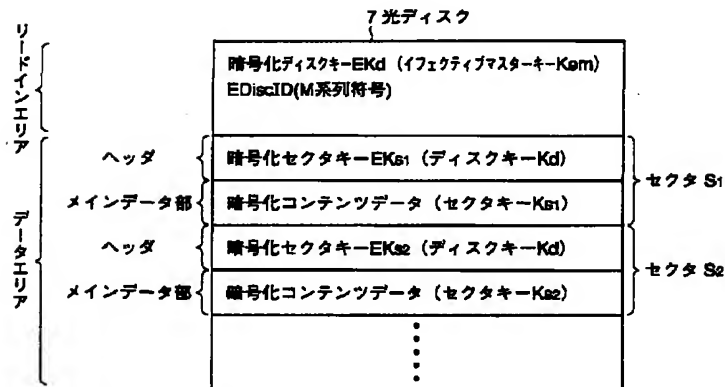 7 光ディスク
リードインエリア
暗号化ディスクキーEKd (イフェクティブマスターキーKem)
EDiscID(M系列符号)
データエリア
ヘッダ
暗号化セクタキーEKs1 (ディスクキーKd)
メインデータ部
暗号化コンテンツデータ (セクタキーKs1)
セクタ S1
ヘッダ
暗号化セクタキーEKs2 (ディスクキーKd)
メインデータ部
暗号化コンテンツデータ (セクタキーKs2)
セクタ S2